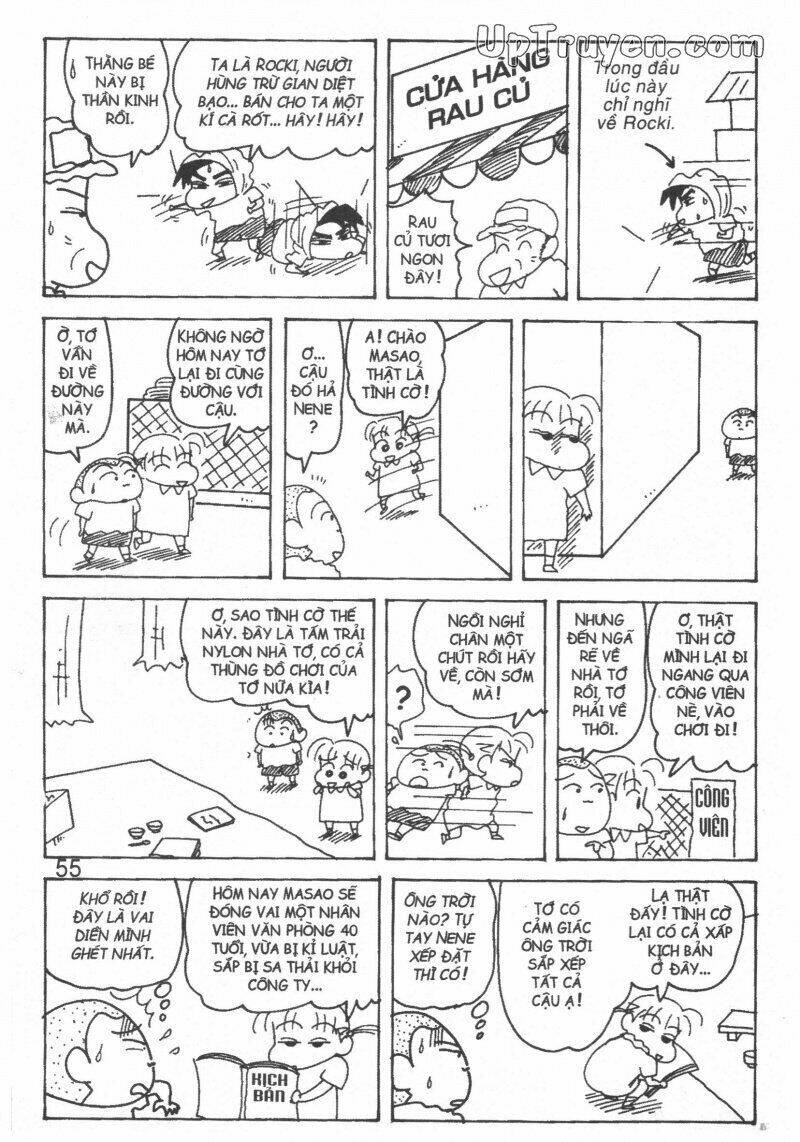 UpTruyen.com
Trong đầu
lúc này
chỉ nghĩ
về Rocki.
CỬA HÀNG
RAU CỦ
RAU
CỦ TƯƠI
NGON
ĐÂY!
TA LÀ ROCKI, NGƯỜI
HÙNG TRỪ GIAN DIỆT
BẠO... BÁN CHO TA MỘT
KÍ CÀ RỐT... HÂY! HÂY!
THẰNG BÉ
NÀY BỊ
THẦN KINH
RỒI.
A! CHÀO
MASAO,
THẬT LÀ
TÌNH CỜ!
Ơ...
CẬU
ĐÓ HẢ
NENE
?
KHÔNG NGỜ
HÔM NAY TỚ
LẠI ĐI CÙNG
ĐƯỜNG VỚI
CẬU.
Ờ, TỚ
VẪN
ĐI VỀ
ĐƯỜNG
NÀY
MÀ.
Ơ, THẬT
TÌNH CỜ
MÌNH LẠI ĐI
NGANG QUA
CÔNG VIÊN
NÈ, VÀO
CHƠI ĐI!
NHƯNG
ĐẾN NGÃ
RẼ VỀ
NHÀ TỚ
RỒI, TỚ
PHẢI VỀ
THÔI.
CÔNG
VIÊN
NGỒI NGHỈ
CHÂN MỘT
CHÚT RỒI HÃY
VỀ, CÒN SỚM
MÀ!
?
Ơ, SAO TÌNH CỜ THẾ
NÀY. ĐÂY LÀ TẤM TRẢI
NYLON NHÀ TỚ, CÓ CẢ
THÙNG ĐỒ CHƠI CỦA
TỚ NỮA KÌA!
55
LẠ THẬT
ĐẤY! TÌNH CỜ
LẠI CÓ CẢ XẤP
KỊCH BẢN
Ở ĐÂY...
TỚ CÓ
CẢM GIÁC
ÔNG TRỜI
SẮP XẾP
TẤT CẢ
CẬU Ạ!
ÔNG TRỜI
NÀO? TỰ
TAY NENE
XẾP ĐẶT
THÌ CÓ!
HÔM NAY MASAO SẼ
ĐÓNG VAI MỘT NHÂN
VIÊN VĂN PHÒNG 40
TUỔI, VỪA BỊ KỈ LUẬT,
SẮP BỊ SA THẢI KHỎI
CÔNG TY...
KHỔ RỒI!
ĐÂY LÀ VAI
DIỄN MÌNH
GHÉT NHẤT.
KỊCH
BẢN